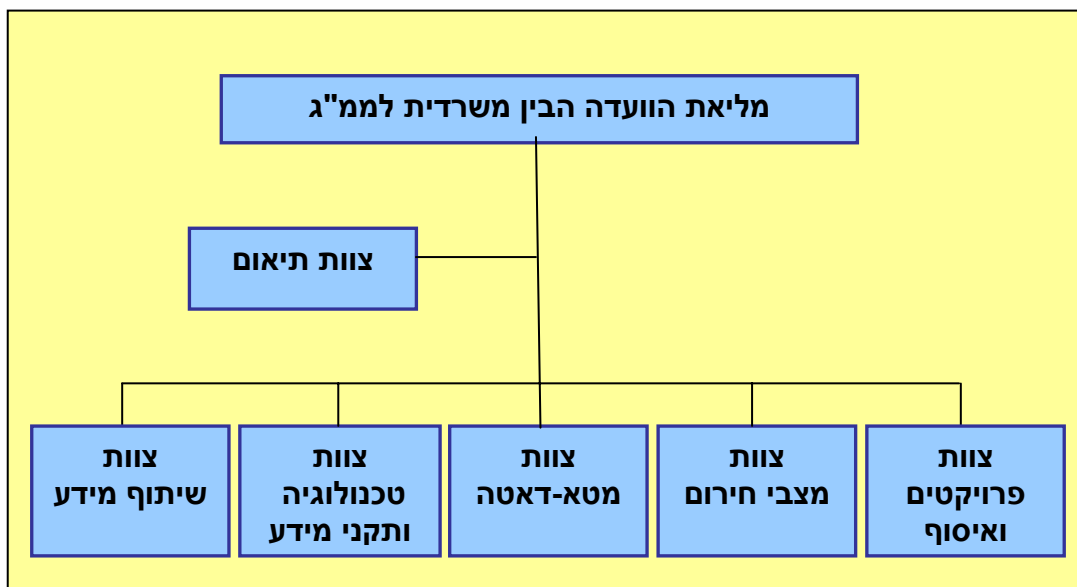 מליאת הוועדה הבין משרדית לממ"ג
צוות תיאום
צוות
פרויקטים
ואיסוף
צוות
מצבי חירום
צוות
מטא-דאטה
צוות
טכנולוגיה
ותקני מידע
צוות
שיתוף מידע